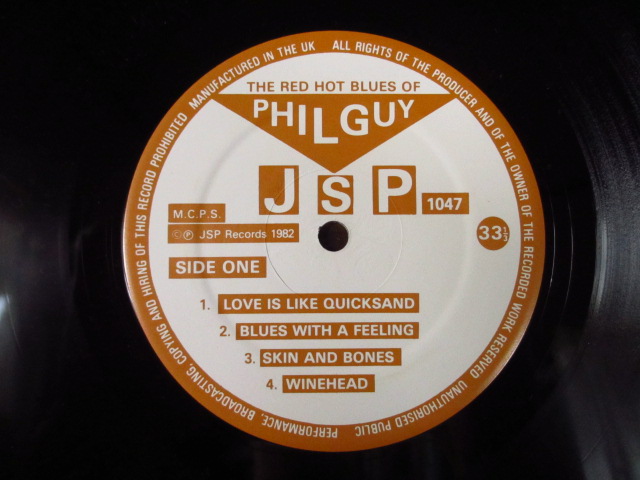 MANUFACTURED IN THE UK ALL RIGHTS OF THE PRODUCER AND OF THE OWNER OF THE RECORDED WORK RESERVED UNAUTHORISED PUBLIC PERFORMANCE, BROADCASTING, COPYING AND HIRING OF THIS RECORD PROHIBITED
THE RED HOT BLUES OF
PHIL GUY
JSP 1047
M.C.P.S.
©℗ JSP Records 1982
33⅓
SIDE ONE
1. LOVE IS LIKE QUICKSAND
2. BLUES WITH A FEELING
3. SKIN AND BONES
4. WINEHEAD